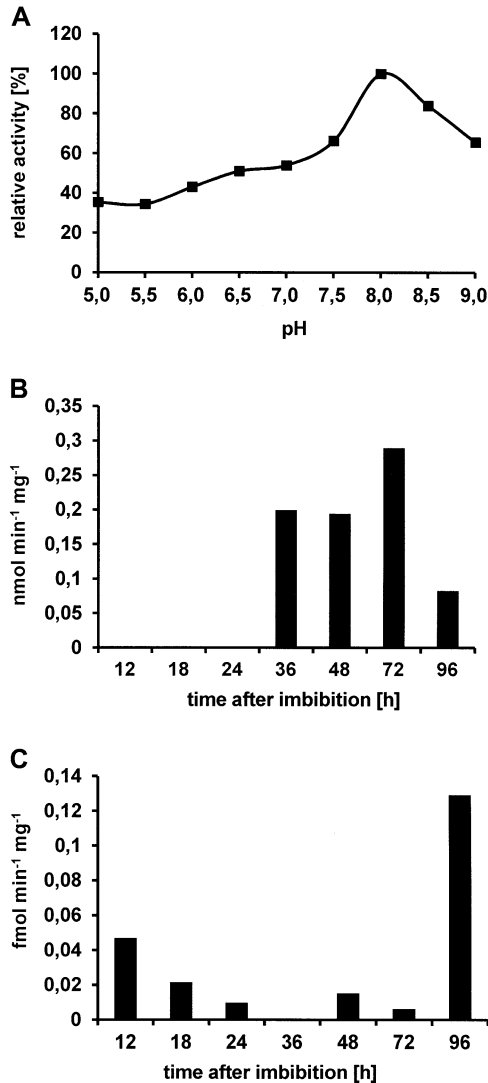 A
relative activity [%]
120
100
80
60
40
20
0
5,0 5,5 6,0 6,5 7,0 7,5 8,0 8,5 9,0
pH
B
nmol min-1 mg-1
0,35
0,3
0,25
0,2
0,15
0,1
0,05
0
12 18 24 36 48 72 96
time after imbibition [h]
C
fmol min-1 mg-1
0,14
0,12
0,1
0,08
0,06
0,04
0,02
0
12 18 24 36 48 72 96
time after imbibition [h]